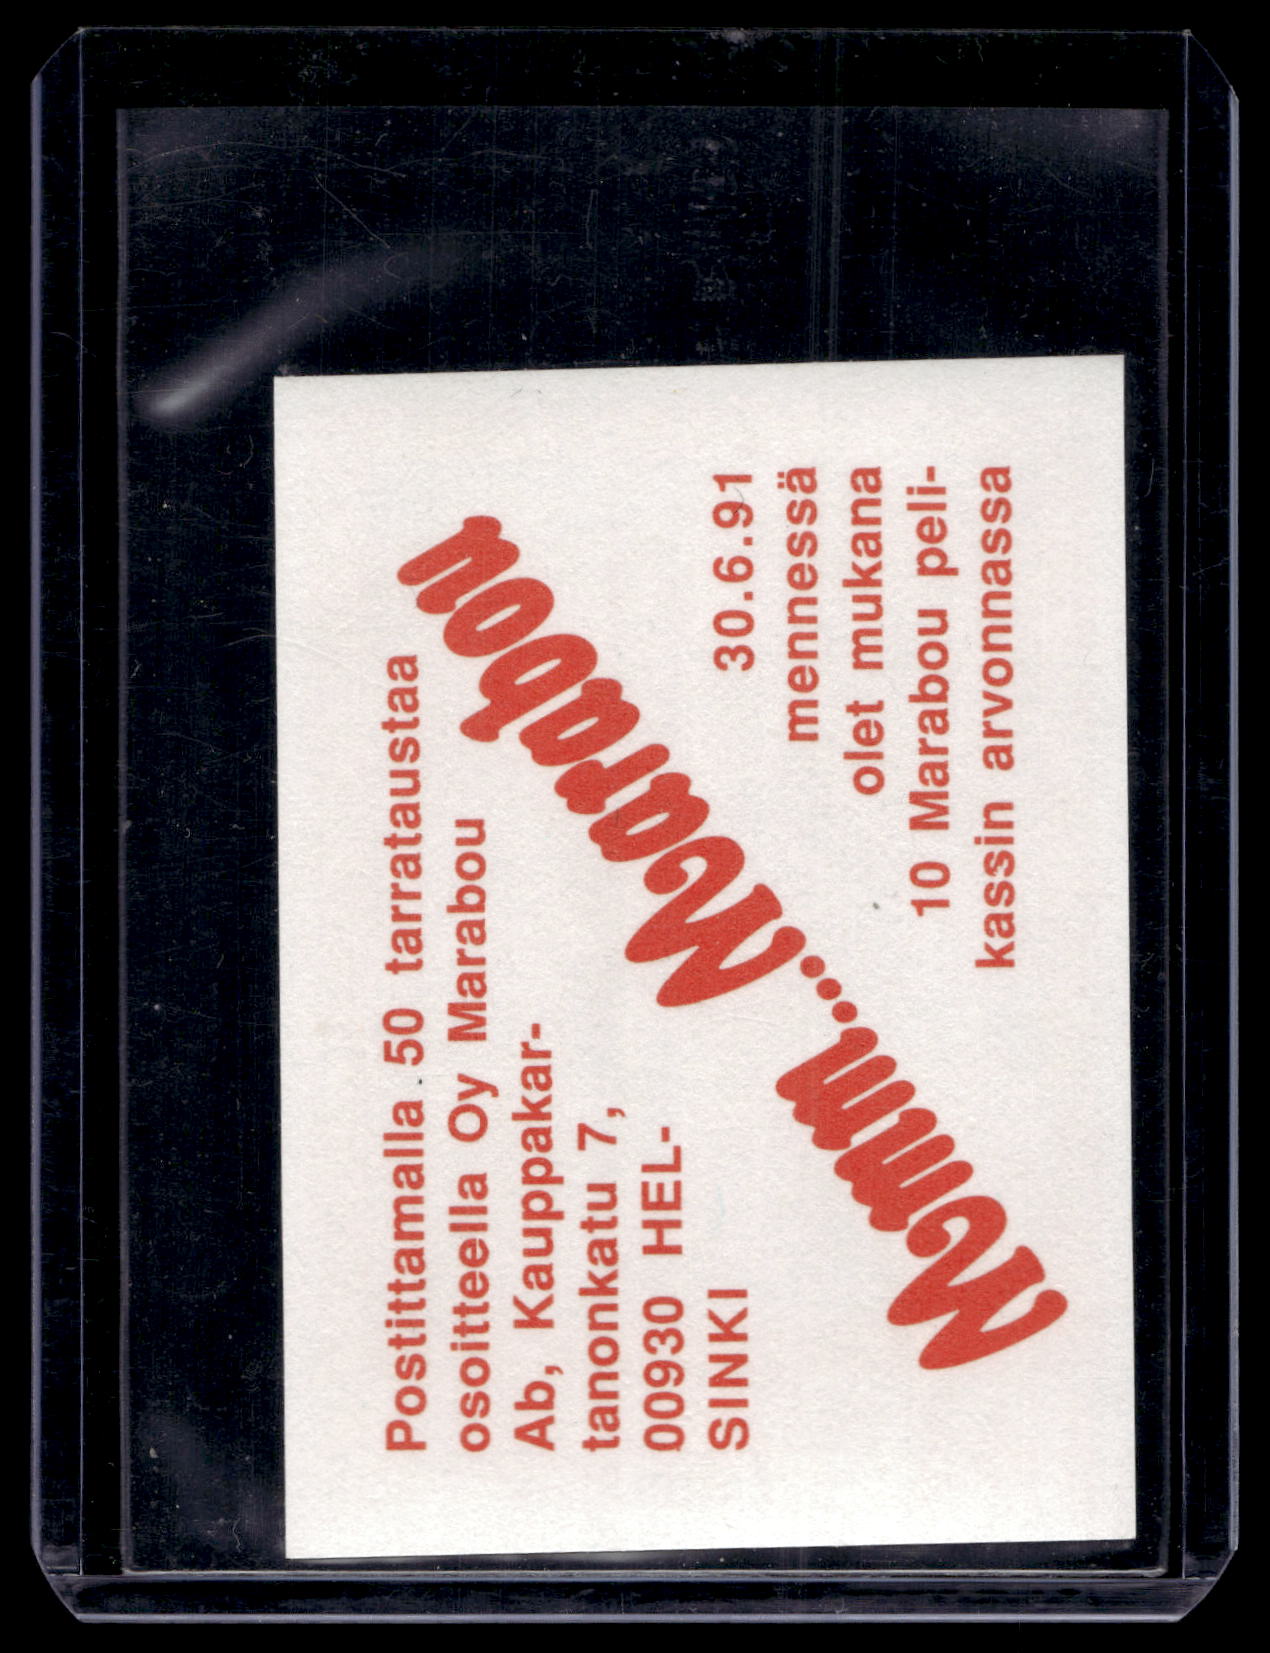 Postittamalla 50 tarrataustaa
osoitteella Oy Marabou
Ab, Kauppakar-
tanonkatu 7,
00930 HEL-
SINKI
Mmm...Marabou
30.6.91
mennessä
olet mukana
10 Marabou peli-
kassin arvonnassa